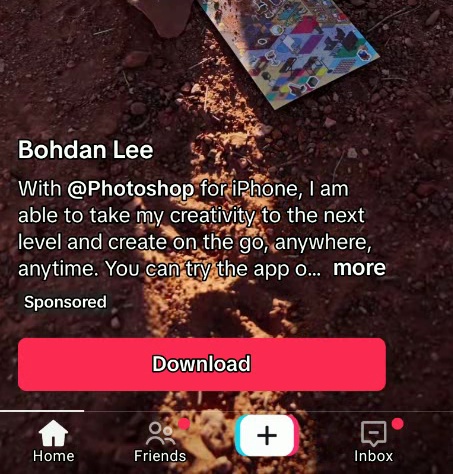 Bohdan Lee
With @Photoshop for iPhone, I am
able to take my creativity to the next
level and create on the go, anywhere,
anytime. You can try the app o... more
Sponsored
Download
Home Friends Inbox